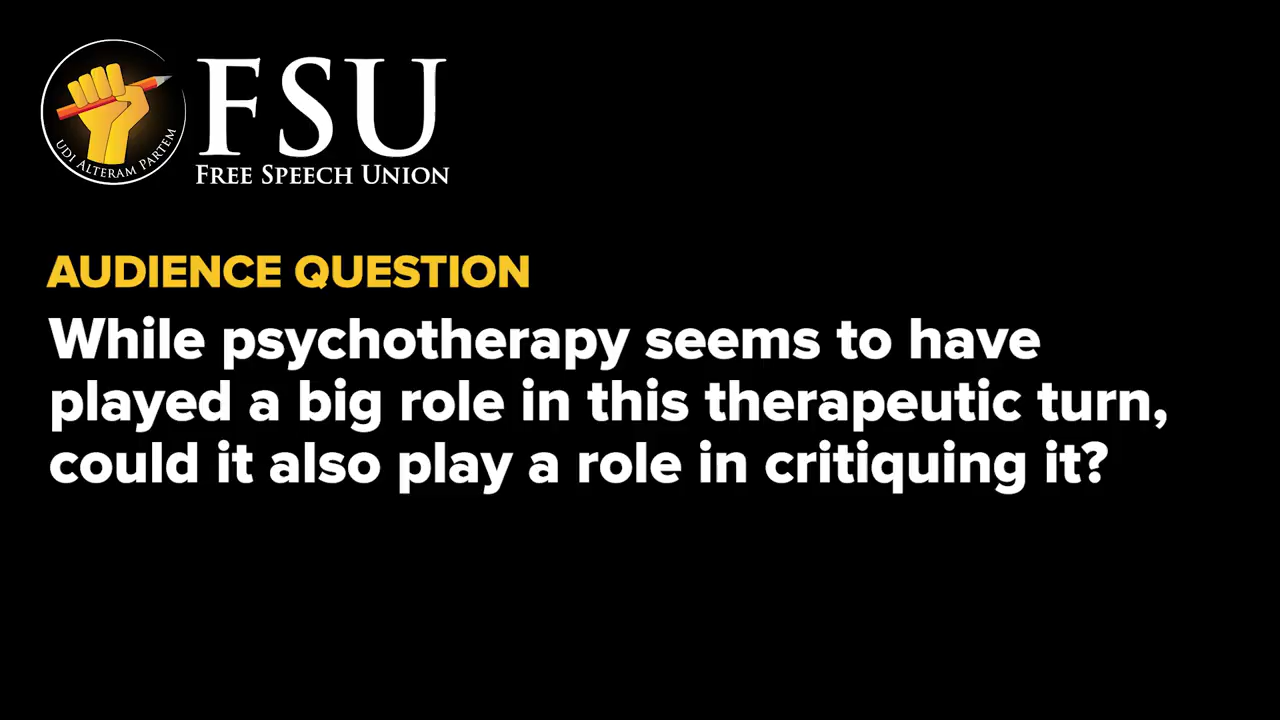 UDI ALTERAM PARTEM
FSU
FREE SPEECH UNION
AUDIENCE QUESTION
While psychotherapy seems to have
played a big role in this therapeutic turn,
could it also play a role in critiquing it?